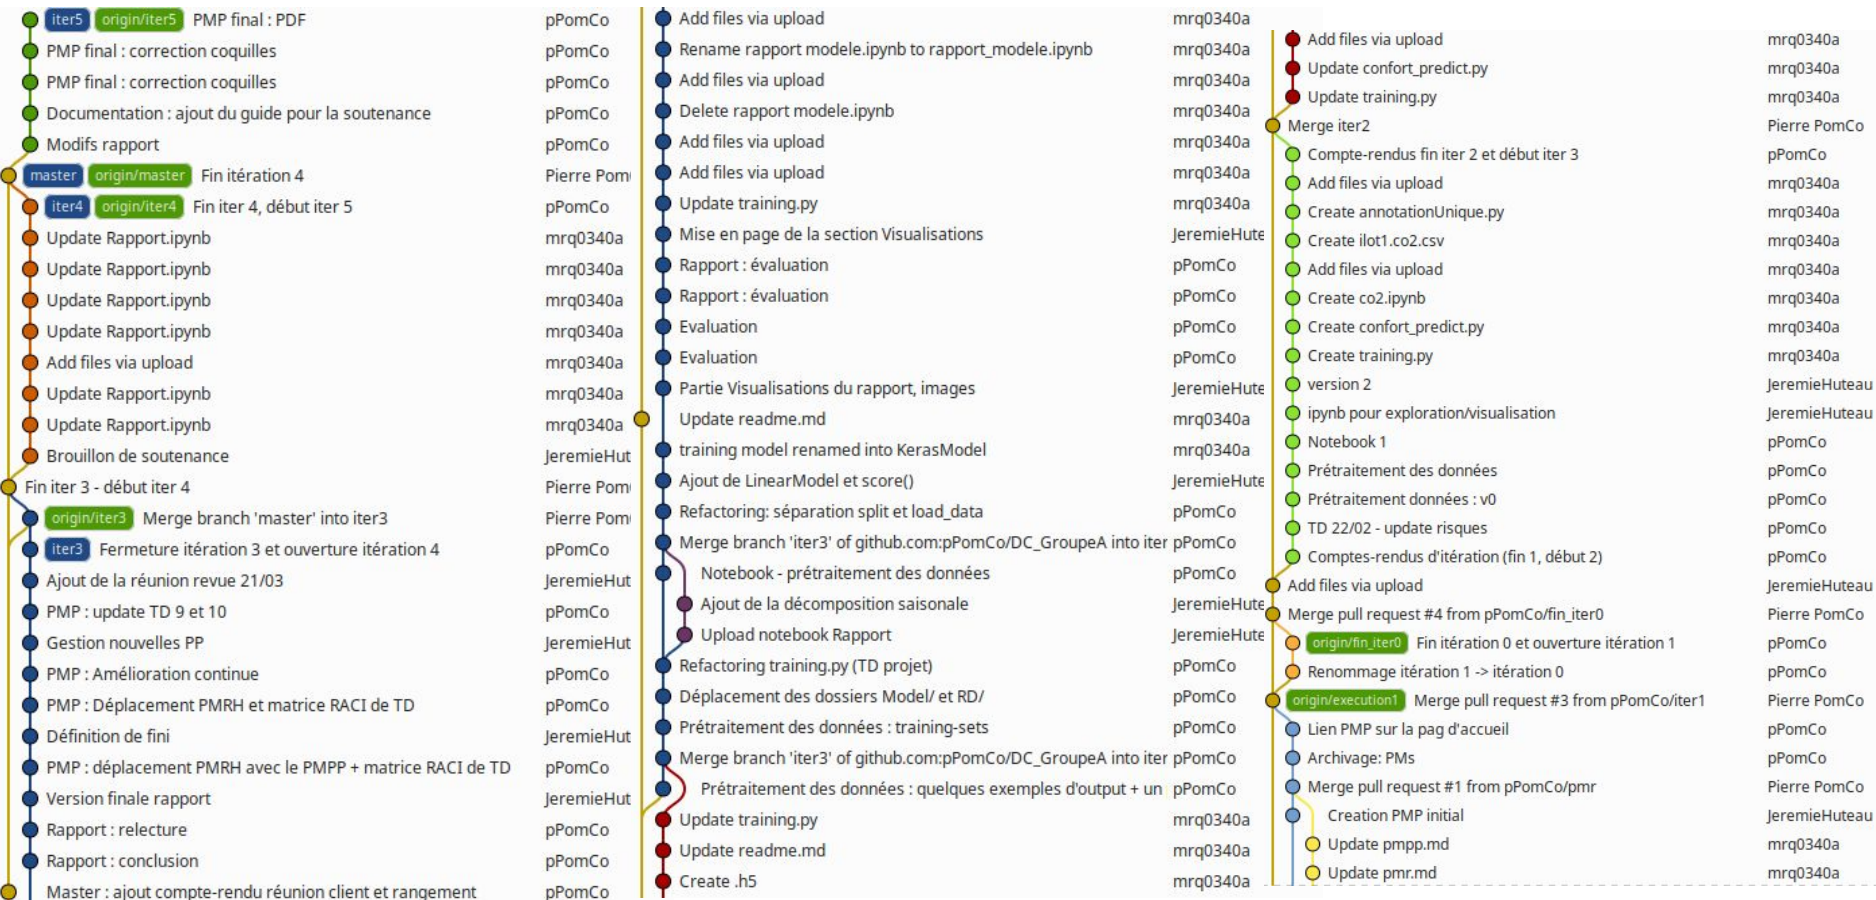 iter5 origin/iter5 PMP final : PDF pPomCo
PMP final : correction coquilles pPomCo
PMP final : correction coquilles pPomCo
Documentation : ajout du guide pour la soutenance pPomCo
Modifs rapport pPomCo
master origin/master Fin itération 4 Pierre Pom
iter4 origin/iter4 Fin iter 4, début iter 5 pPomCo
Update Rapport.ipynb mrq0340a
Update Rapport.ipynb mrq0340a
Update Rapport.ipynb mrq0340a
Update Rapport.ipynb mrq0340a
Add files via upload mrq0340a
Update Rapport.ipynb mrq0340a
Update Rapport.ipynb mrq0340a
Brouillon de soutenance JeremieHut
Fin iter 3 - début iter 4 Pierre Pom
origin/iter3 Merge branch 'master' into iter3 Pierre Pom
iter3 Fermeture itération 3 et ouverture itération 4 pPomCo
Ajout de la réunion revue 21/03 JeremieHut
PMP : update TD 9 et 10 pPomCo
Gestion nouvelles PP JeremieHut
PMP : Amélioration continue pPomCo
PMP : Déplacement PMRH et matrice RACI de TD pPomCo
Définition de fini JeremieHut
PMP : déplacement PMRH avec le PMPP + matrice RACI de TD pPomCo
Version finale rapport JeremieHut
Rapport : relecture pPomCo
Rapport : conclusion pPomCo
Master : ajout compte-rendu réunion client et rangement pPomCo
Add files via upload mrq0340a
Rename rapport modele.ipynb to rapport_modele.ipynb mrq0340a
Add files via upload mrq0340a
Delete rapport modele.ipynb mrq0340a
Add files via upload mrq0340a
Add files via upload mrq0340a
Update training.py mrq0340a
Mise en page de la section Visualisations JeremieHute
Rapport : évaluation pPomCo
Rapport : évaluation pPomCo
Evaluation pPomCo
Evaluation pPomCo
Partie Visualisations du rapport, images JeremieHute
Update readme.md mrq0340a
training model renamed into KerasModel mrq0340a
Ajout de LinearModel et score() JeremieHute
Refactoring: séparation split et load_data pPomCo
Merge branch 'iter3' of github.com:pPomCo/DC_GroupeA into iter pPomCo
Notebook - prétraitement des données pPomCo
Ajout de la décomposition saisonale JeremieHute
Upload notebook Rapport JeremieHute
Refactoring training.py (TD projet) pPomCo
Déplacement des dossiers Model/ et RD/ pPomCo
Prétraitement des données : training-sets pPomCo
Merge branch 'iter3' of github.com:pPomCo/DC_GroupeA into iter pPomCo
Prétraitement des données : quelques exemples d'output + un pPomCo
Update training.py mrq0340a
Update readme.md mrq0340a
Create .h5 mrq0340a
Add files via upload mrq0340a
Update confort_predict.py mrq0340a
Update training.py mrq0340a
Merge iter2 Pierre PomCo
Compte-rendus fin iter 2 et début iter 3 pPomCo
Add files via upload mrq0340a
Create annotationUnique.py mrq0340a
Create ilot1.co2.csv mrq0340a
Add files via upload mrq0340a
Create co2.ipynb mrq0340a
Create confort_predict.py mrq0340a
Create training.py mrq0340a
version 2 JeremieHuteau
ipynb pour exploration/visualisation JeremieHuteau
Notebook 1 pPomCo
Prétraitement des données pPomCo
Prétraitement données : v0 pPomCo
TD 22/02 - update risques pPomCo
Comptes-rendus d'itération (fin 1, début 2) pPomCo
Add files via upload JeremieHuteau
Merge pull request #4 from pPomCo/fin_iter0 Pierre PomCo
origin/fin_iter0 Fin itération 0 et ouverture itération 1 pPomCo
Renommage itération 1 -> itération 0 pPomCo
origin/execution1 Merge pull request #3 from pPomCo/iter1 Pierre PomCo
Lien PMP sur la pag d'accueil pPomCo
Archivage: PMs pPomCo
Merge pull request #1 from pPomCo/pmr Pierre PomCo
Creation PMP initial JeremieHuteau
Update pmpp.md mrq0340a
Update pmr.md mrq0340a